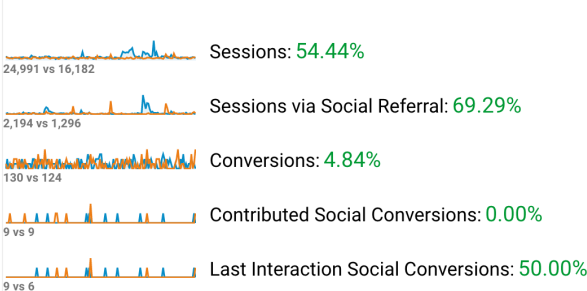 Sessions: 54.44%
24,991 vs 16,182
Sessions via Social Referral: 69.29%
2,194 vs 1,296
Conversions: 4.84%
130 vs 124
Contributed Social Conversions: 0.00%
9 vs 9
Last Interaction Social Conversions: 50.00%
9 vs 6